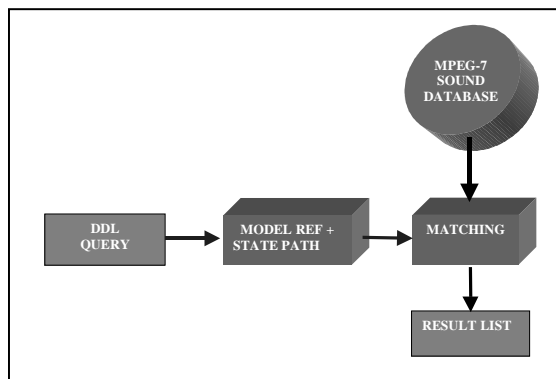 MPEG-7
SOUND
DATABASE
DDL
QUERY
MODEL REF +
STATE PATH
MATCHING
RESULT LIST